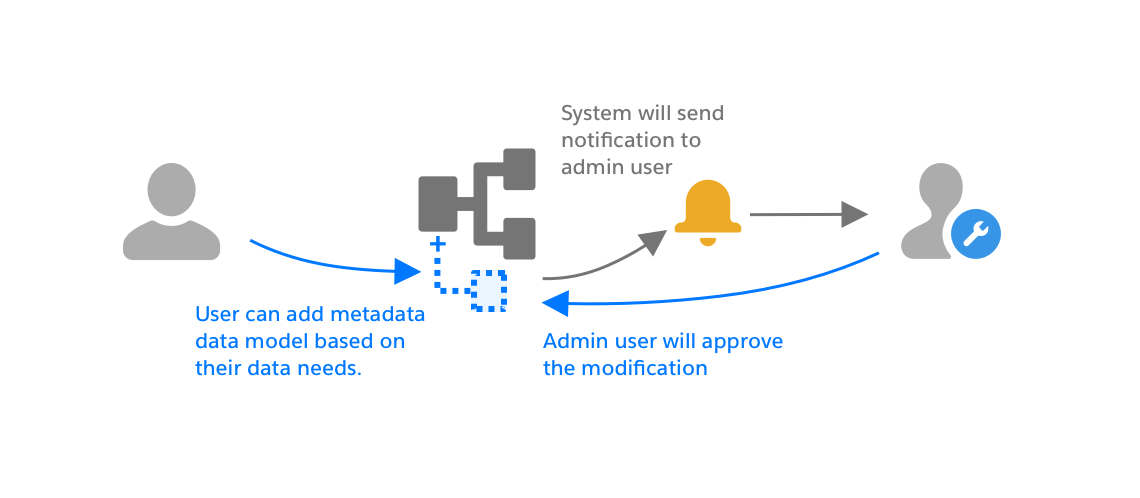 System will send
notification to
admin user
User can add metadata
data model based on
their data needs.
Admin user will approve
the modification